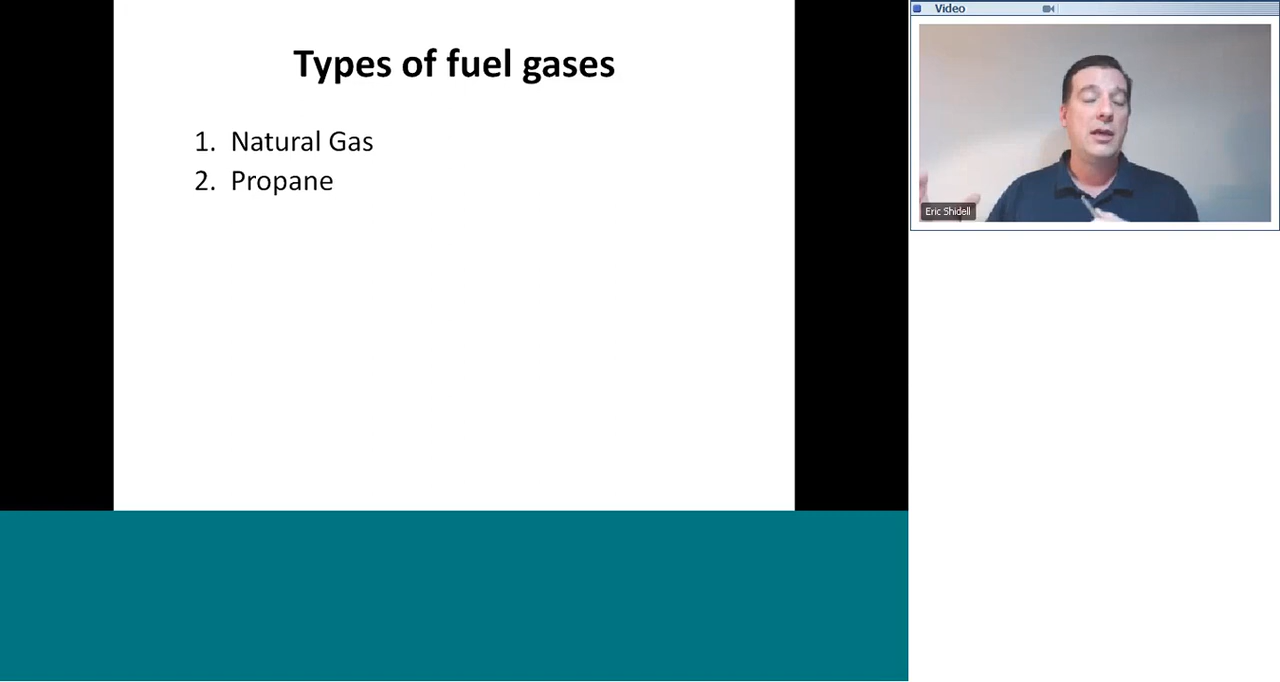 Types of fuel gases
1. Natural Gas
2. Propane
Video
Eric Shidell